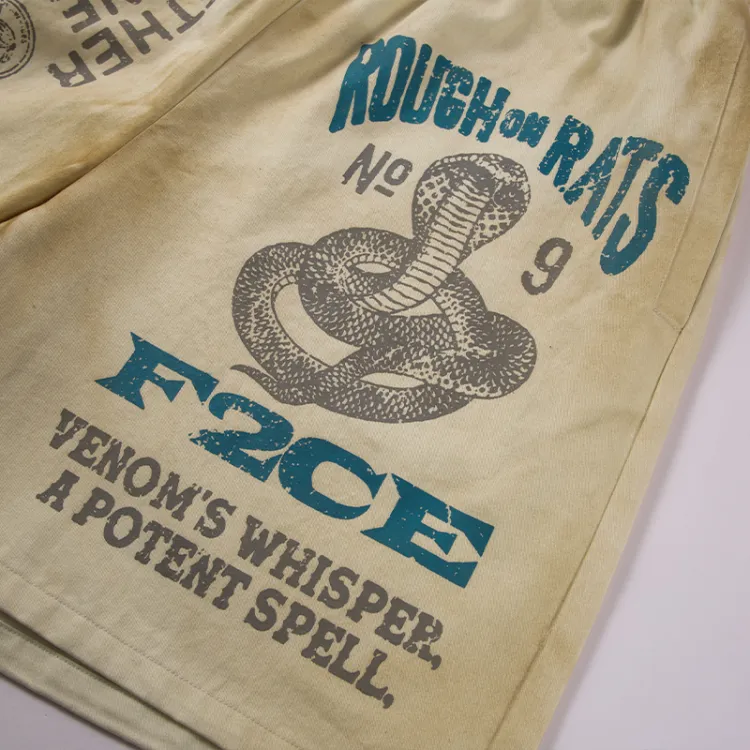 ROUGH ON RATS
No 9
F2CE
VENOM'S WHISPER,
A POTENT SPELL,